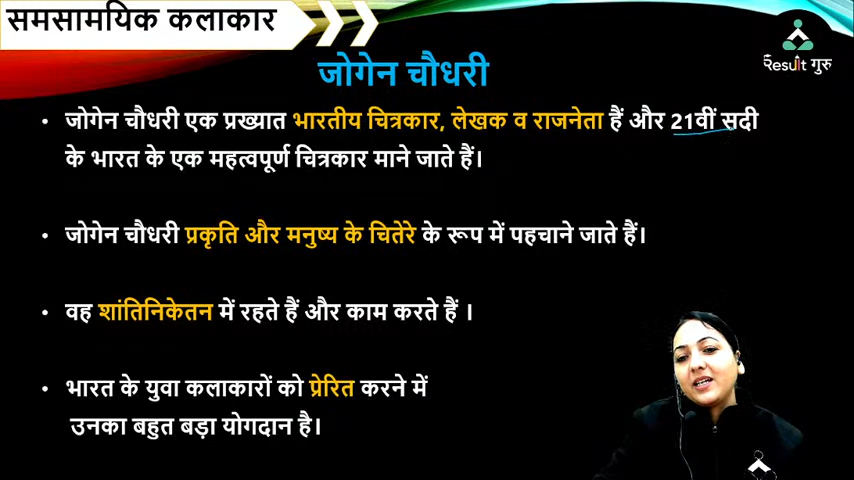 समसामयिक कलाकार
Result गुरु
जोगेन चौधरी
• जोगेन चौधरी एक प्रख्यात भारतीय चित्रकार, लेखक व राजनेता हैं और 21वीं सदी
के भारत के एक महत्वपूर्ण चित्रकार माने जाते हैं।
• जोगेन चौधरी प्रकृति और मनुष्य के चितेरे के रूप में पहचाने जाते हैं।
• वह शांतिनिकेतन में रहते हैं और काम करते हैं ।
• भारत के युवा कलाकारों को प्रेरित करने में
उनका बहुत बड़ा योगदान है।